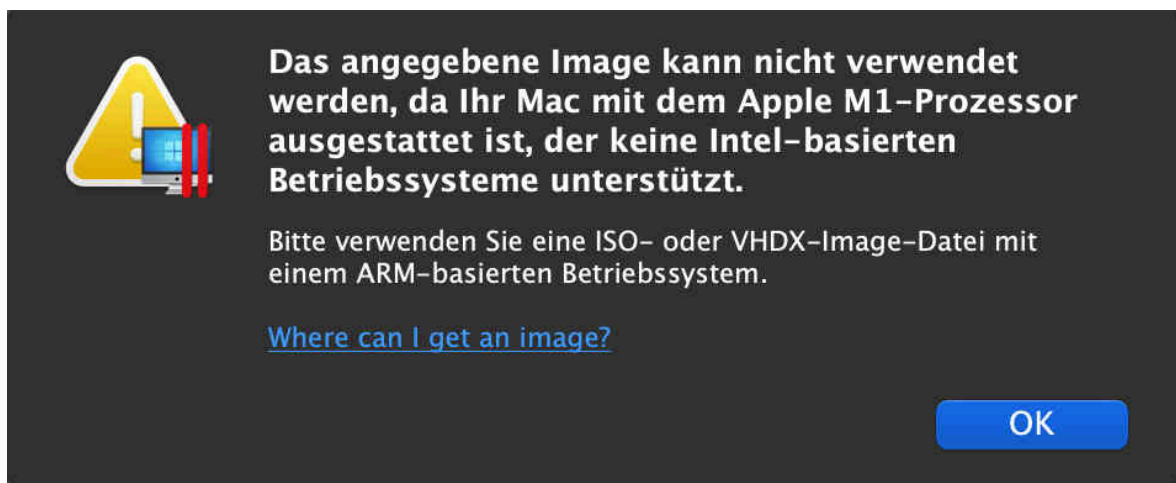 Das angegebene Image kann nicht verwendet
werden, da Ihr Mac mit dem Apple M1-Prozessor
ausgestattet ist, der keine Intel-basierten
Betriebssysteme unterstützt.
Bitte verwenden Sie eine ISO- oder VHDX-Image-Datei mit
einem ARM-basierten Betriebssystem.
Where can I get an image?
OK